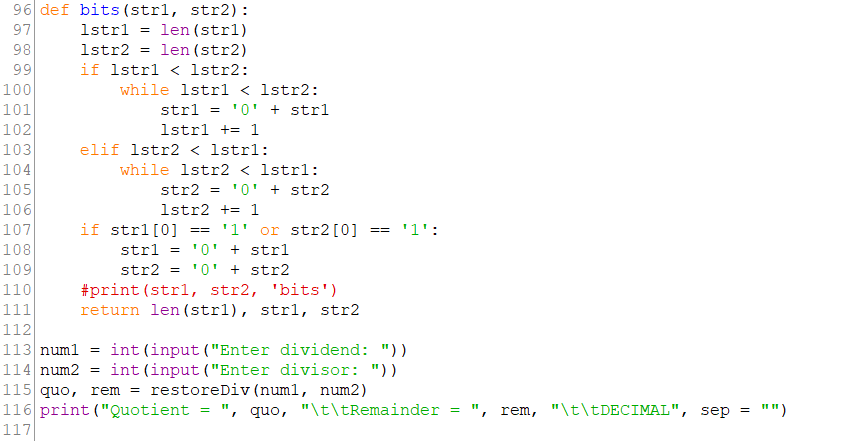 96 def bits(str1, str2):
97     lstr1 = len(str1)
98     lstr2 = len(str2)
99     if lstr1 < lstr2:
100         while lstr1 < lstr2:
101             str1 = '0' + str1
102             lstr1 += 1
103     elif lstr2 < lstr1:
104         while lstr2 < lstr1:
105             str2 = '0' + str2
106             lstr2 += 1
107     if str1[0] == '1' or str2[0] == '1':
108         str1 = '0' + str1
109         str2 = '0' + str2
110     #print(str1, str2, 'bits')
111     return len(str1), str1, str2
112
113 num1 = int(input("Enter dividend: "))
114 num2 = int(input("Enter divisor: "))
115 quo, rem = restoreDiv(num1, num2)
116 print("Quotient = ", quo, "\t\tRemainder = ", rem, "\t\tDECIMAL", sep = "")
117